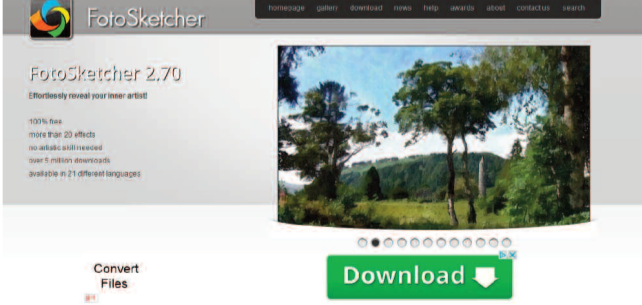 FotoSketcher
homepage gallery download news help awards about contact us search
FotoSketcher 2.70
Effortlessly reveal your inner artist!
100% free
more than 20 effects
no artistic skill needed
over 5 million downloads
available in 21 different languages
Download
Convert
Files